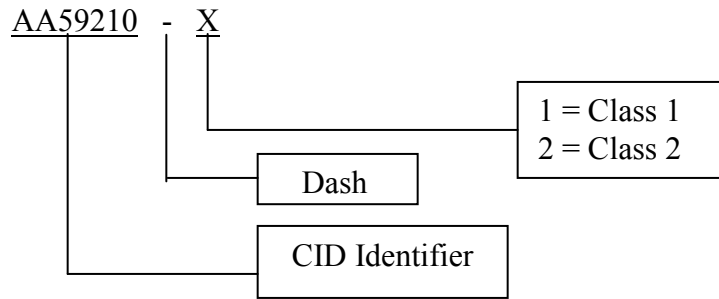 AA59210 - X
1 = Class 1
2 = Class 2
Dash
CID Identifier